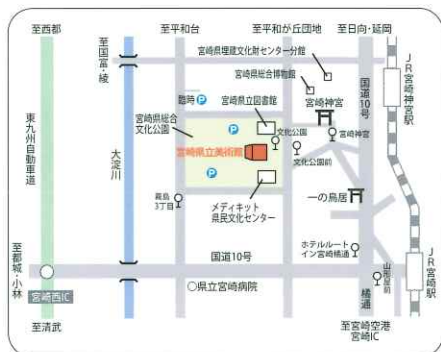 至西都
至国富・綾
至平和台
至平和が丘団地
至日向・延岡
宮崎県埋蔵文化財センター分館
宮崎県総合博物館
国道10号
JR宮崎神宮駅
臨時 P
宮崎県立図書館
宮崎神宮
宮崎県総合
文化公園
P
文化公園
宮崎神宮
東九州自動車道
大淀川
宮崎県立美術館
文化公園前
P
一の鳥居
霧島
3丁目
メディキット
県民文化センター
至都城・小林
ホテルルート
イン宮崎橘通
国道10号
山形屋前
JR宮崎駅
宮崎西IC
県立宮崎病院
橘通
至清武
至宮崎空港
宮崎IC